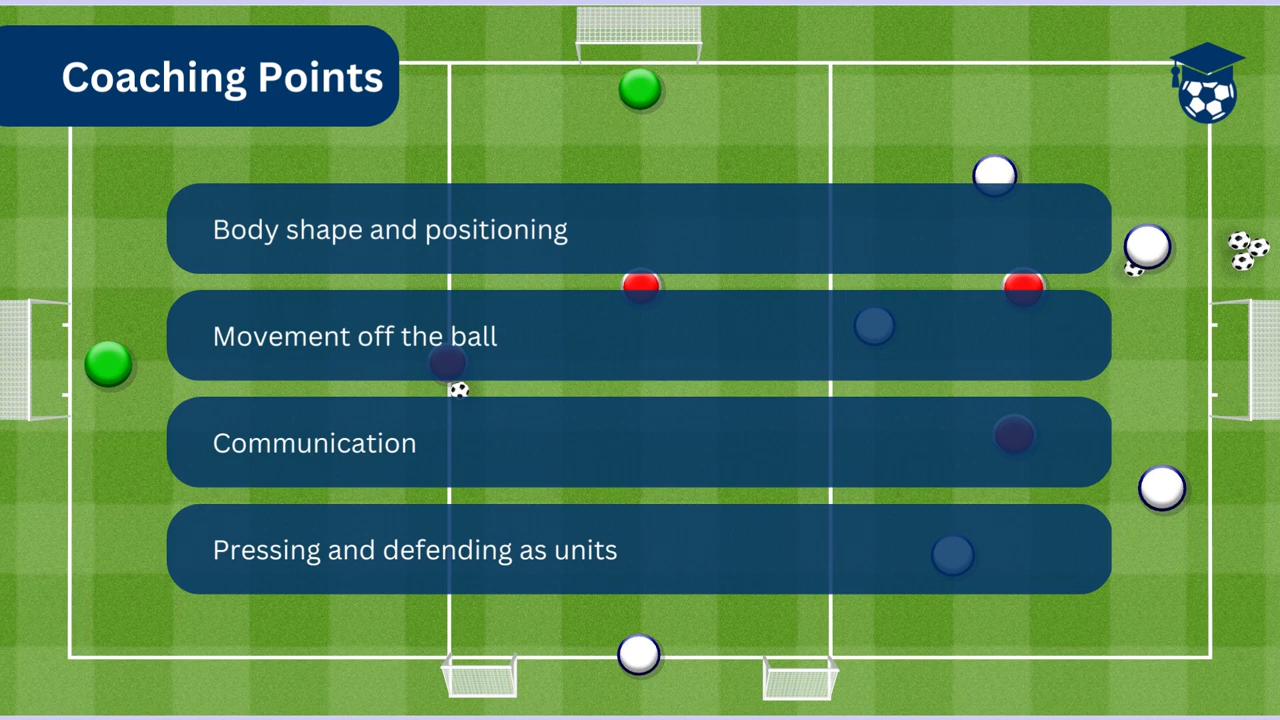 Coaching Points
Body shape and positioning
Movement off the ball
Communication
Pressing and defending as units